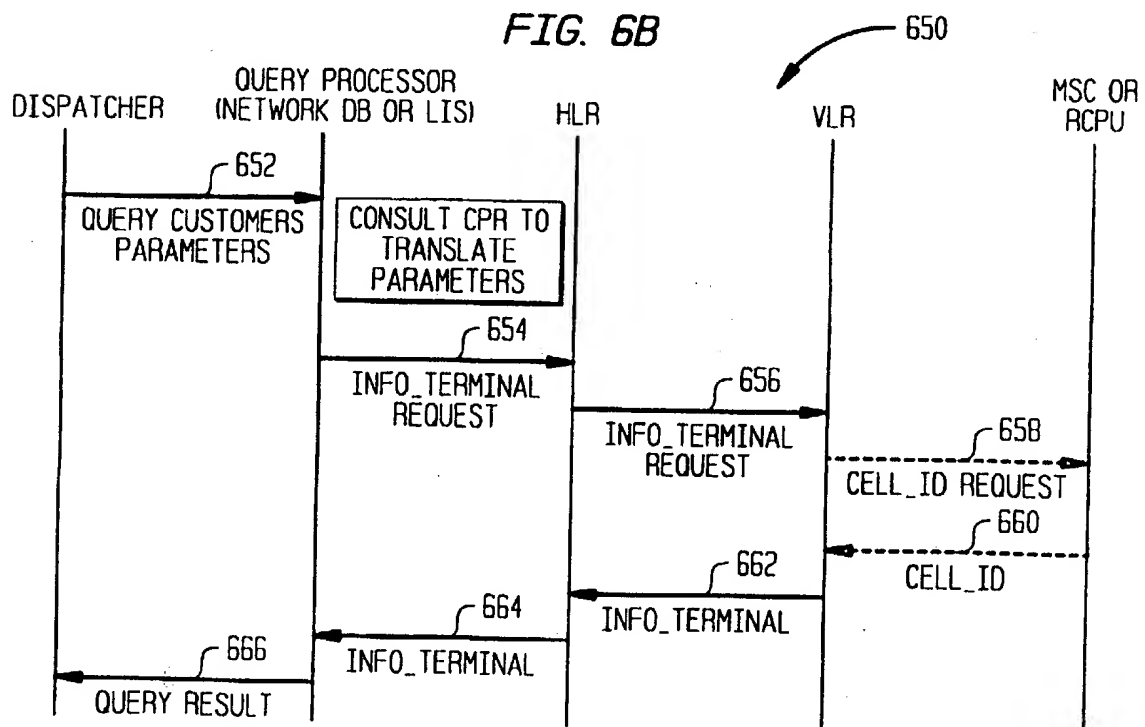 FIG. 6B
650
DISPATCHER
QUERY PROCESSOR
(NETWORK DB OR LIS)
HLR
VLR
MSC OR
RCPU
652
QUERY CUSTOMERS
PARAMETERS
CONSULT CPR TO
TRANSLATE
PARAMETERS
654
INFO_TERMINAL
REQUEST
656
INFO_TERMINAL
REQUEST
658
CELL_ID REQUEST
660
CELL_ID
662
INFO_TERMINAL
664
INFO_TERMINAL
666
QUERY RESULT